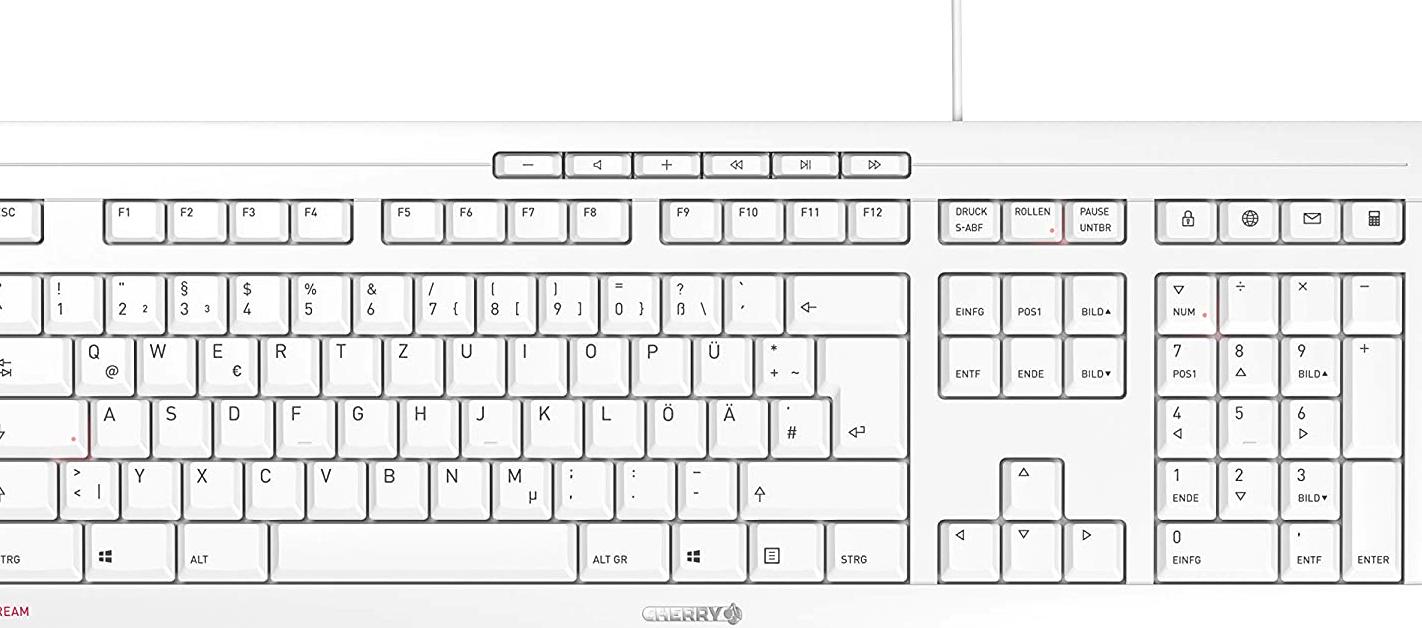 SC F1 F2 F3 F4 F5 F6 F7 F8 F9 F10 F11 F12 DRUCK ROLLEN PAUSE
S-ABF UNTBR
! " § $ % & / ( ) = ? ` ÷ × −
1 2 ² 3 ³ 4 5 6 7 { 8 [ 9 ] 0 } ß \ ´ EINFG POS1 BILD▲ NUM
Q W E R T Z U I O P Ü * 7 8 9 +
@ € + ~ ENTF ENDE BILD▼ POS1 BILD▲
A S D F G H J K L Ö Ä ' 4 5 6
#
> Y X C V B N M ; : _ 1 2 3
< | µ , . - ENDE BILD▼
0 ,
TRG ALT ALT GR STRG EINFG ENTF ENTER
REAM CHERRY